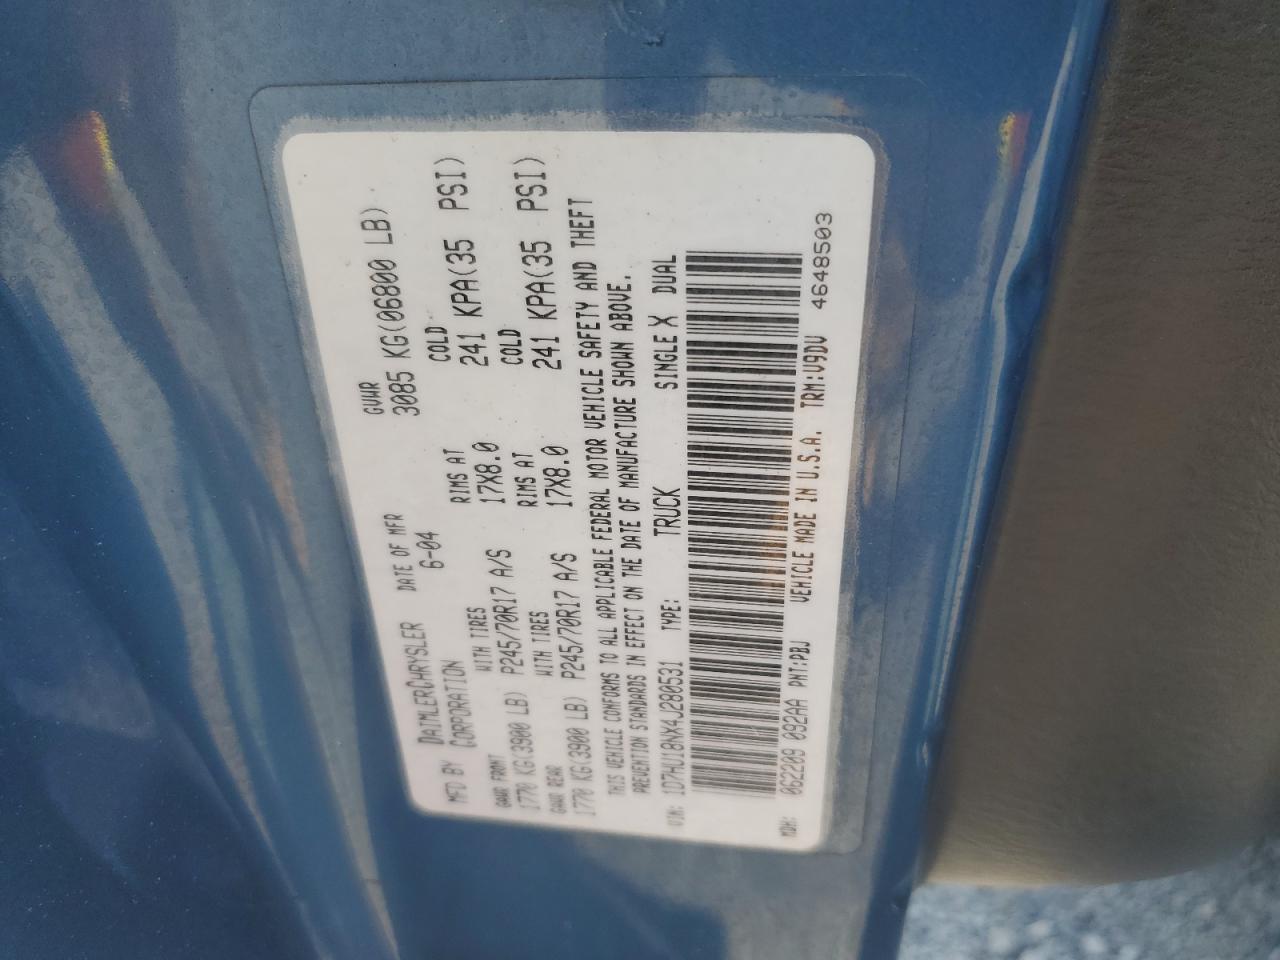 MFD BY DAIMLERCHRYSLER CORPORATION DATE OF MFR 6-04 GVWR 3085 KG(06800 LB)
GAWR FRONT WITH TIRES RIMS AT COLD
1770 KG(3900 LB) P245/70R17 A/S 17X8.0 241 KPA(35 PSI)
GAWR REAR WITH TIRES RIMS AT COLD
1770 KG(3900 LB) P245/70R17 A/S 17X8.0 241 KPA(35 PSI)
THIS VEHICLE CONFORMS TO ALL APPLICABLE FEDERAL MOTOR VEHICLE SAFETY AND THEFT
PREVENTION STANDARDS IN EFFECT ON THE DATE OF MANUFACTURE SHOWN ABOVE.
VIN: 1D7HU18NX4J280531 TYPE: TRUCK SINGLE X DUAL
MDH: 062209 092AA PNT:PBJ VEHICLE MADE IN U.S.A. TRM:V9DV 4648503